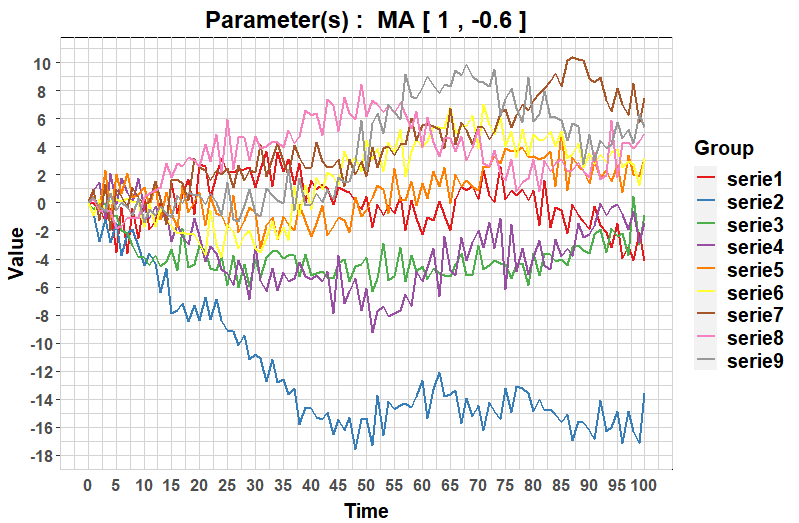 Parameter(s) :  MA [ 1 , -0.6 ]
Value
10
8
6
4
2
0
-2
-4
-6
-8
-10
-12
-14
-16
-18
0 5 10 15 20 25 30 35 40 45 50 55 60 65 70 75 80 85 90 95 100
Time
Group
serie1
serie2
serie3
serie4
serie5
serie6
serie7
serie8
serie9